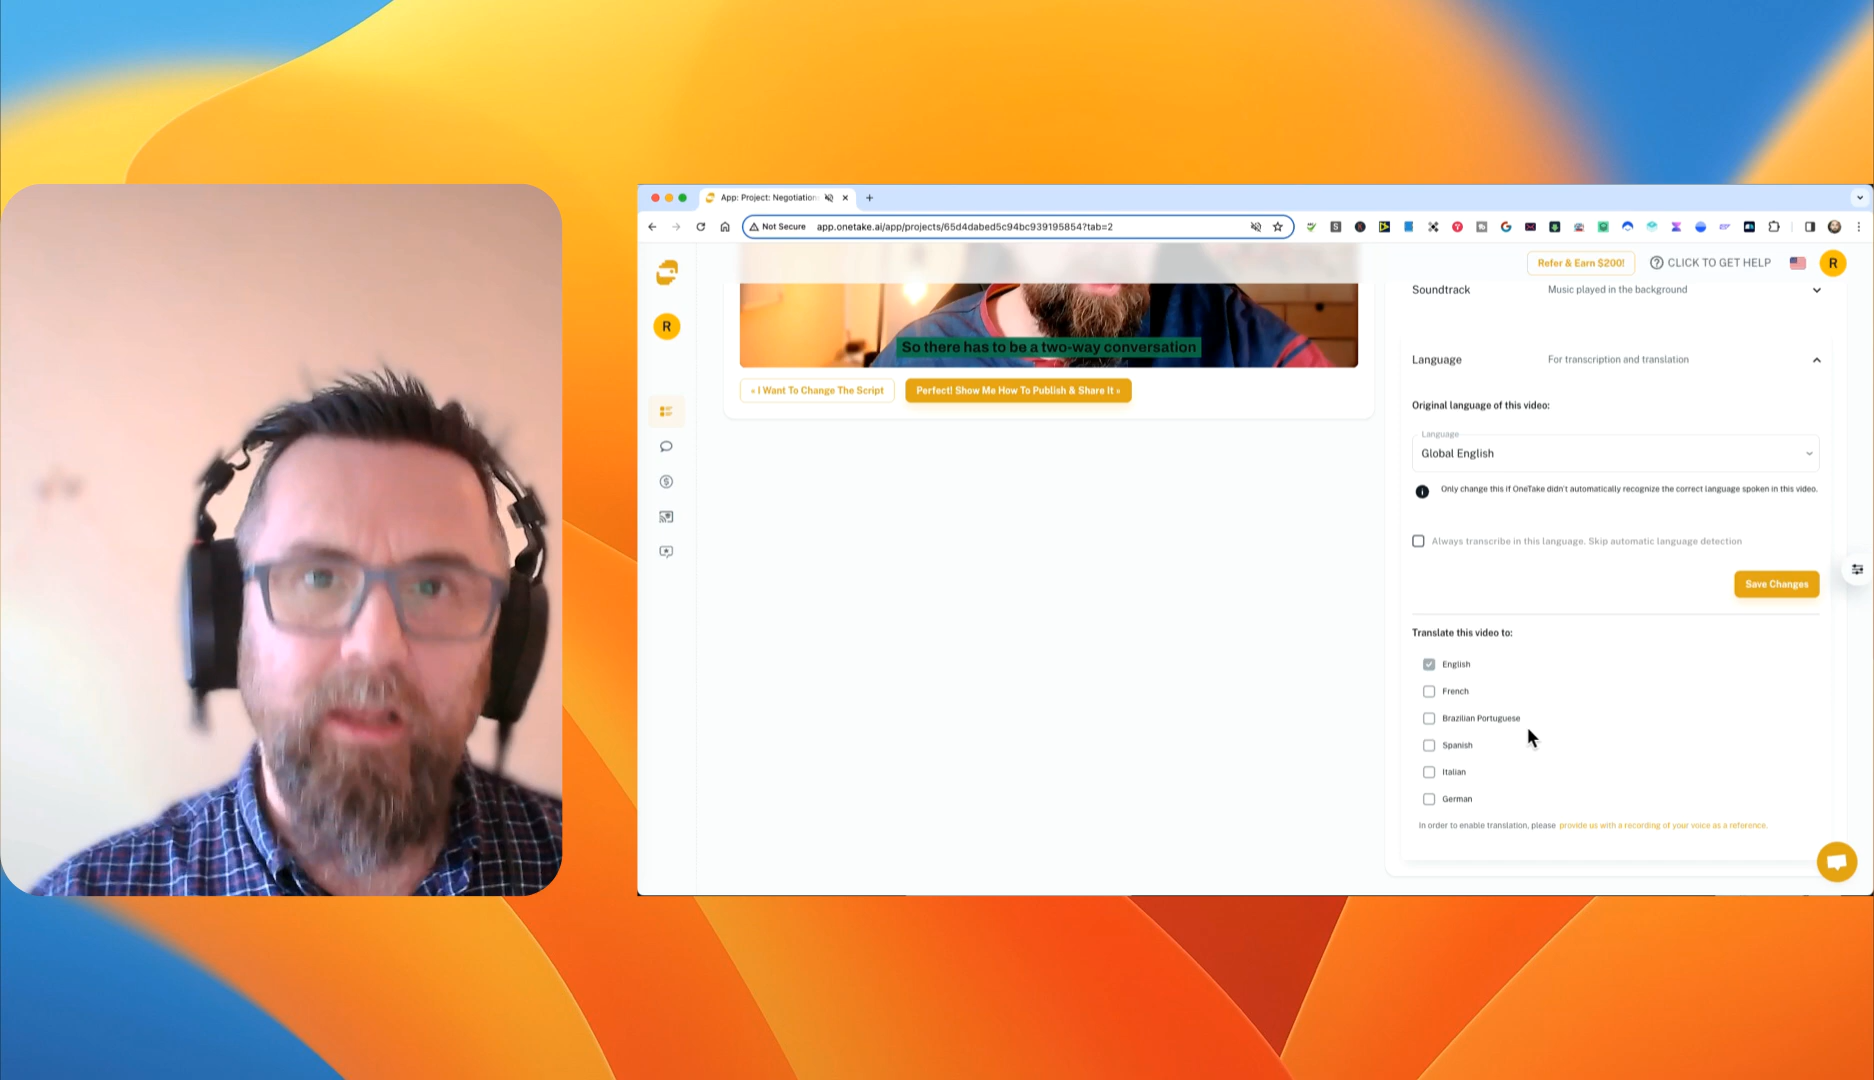 App: Project: Negotiation
Not Secure
app.onetake.ai/app/projects/65d4dabed5c94bc939195854?tab=2
Refer & Earn $200!
CLICK TO GET HELP
R
R
Soundtrack
Music played in the background
So there has to be a two-way conversation
Language
For transcription and translation
« I Want To Change The Script
Perfect! Show Me How To Publish & Share It »
Original language of this video:
Language
Global English
Only change this if OneTake didn't automatically recognize the correct language spoken in this video.
Always transcribe in this language. Skip automatic language detection
Save Changes
Translate this video to:
English
French
Brazilian Portuguese
Spanish
Italian
German
In order to enable translation, please provide us with a recording of your voice as a reference.